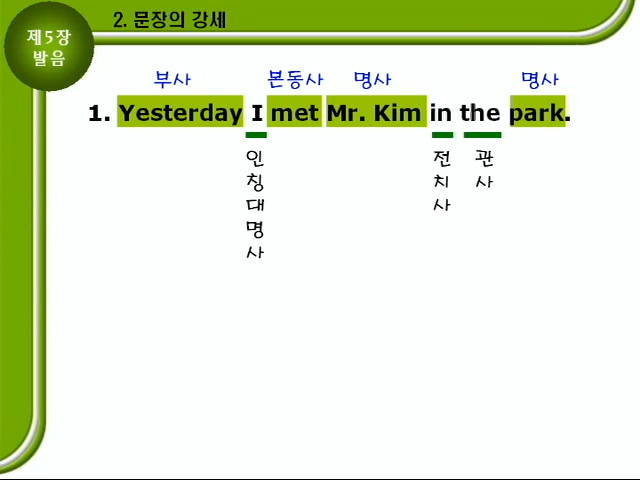 2. 문장의 강세
제5장
발음
부사 본동사 명사 명사
1. Yesterday I met Mr. Kim in the park.
인칭대명사 전치사 관사